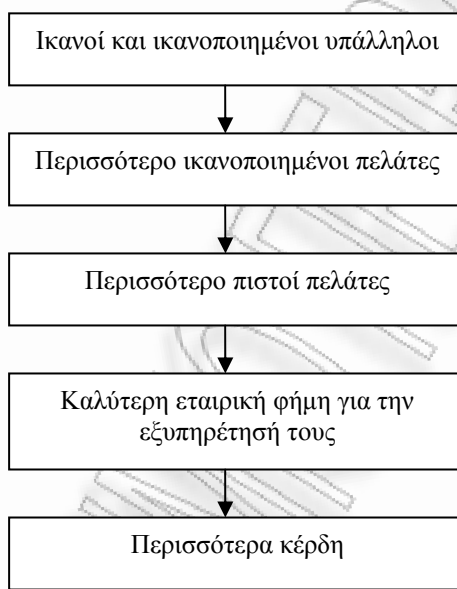 Ικανοί και ικανοποιημένοι υπάλληλοι
Περισσότερο ικανοποιημένοι πελάτες
Περισσότερο πιστοί πελάτες
Καλύτερη εταιρική φήμη για την
εξυπηρέτησή τους
Περισσότερα κέρδη